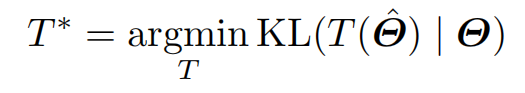 T* = argmin KL(T(Θ̂) | Θ)
T